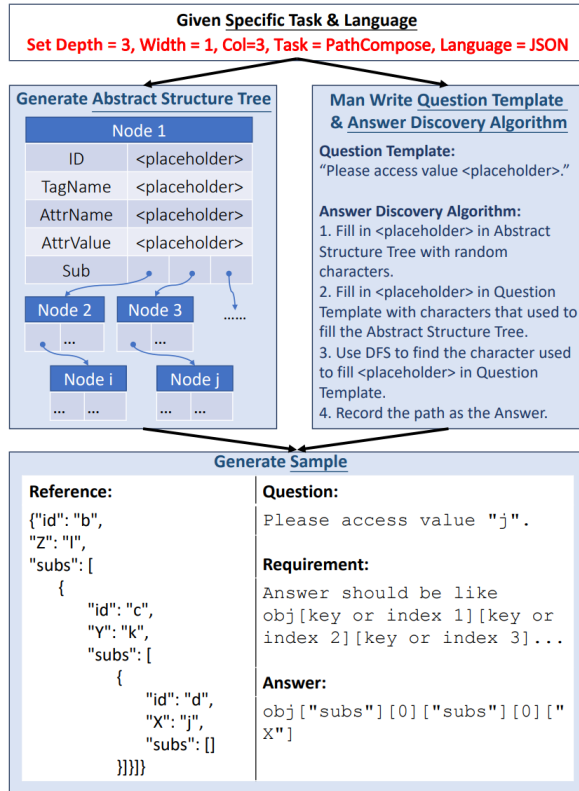 Given Specific Task & Language
Set Depth = 3, Width = 1, Col=3, Task = PathCompose, Language = JSON
Generate Abstract Structure Tree
Node 1
ID <placeholder>
TagName <placeholder>
AttrName <placeholder>
AttrValue <placeholder>
Sub
Node 2 Node 3 ......
... ...
Node i Node j
... ... ... ...
Man Write Question Template
& Answer Discovery Algorithm
Question Template:
“Please access value <placeholder>.”
Answer Discovery Algorithm:
1. Fill in <placeholder> in Abstract
Structure Tree with random
characters.
2. Fill in <placeholder> in Question
Template with characters that used to
fill the Abstract Structure Tree.
3. Use DFS to find the character used
to fill <placeholder> in Question
Template.
4. Record the path as the Answer.
Generate Sample
Reference:
{"id": "b",
"Z": "l",
"subs": [
{
"id": "c",
"Y": "k",
"subs": [
{
"id": "d",
"X": "j",
"subs": []
}]}]}
Question:
Please access value "j".
Requirement:
Answer should be like
obj[key or index 1][key or
index 2][key or index 3]...
Answer:
obj["subs"][0]["subs"][0]["
X"]